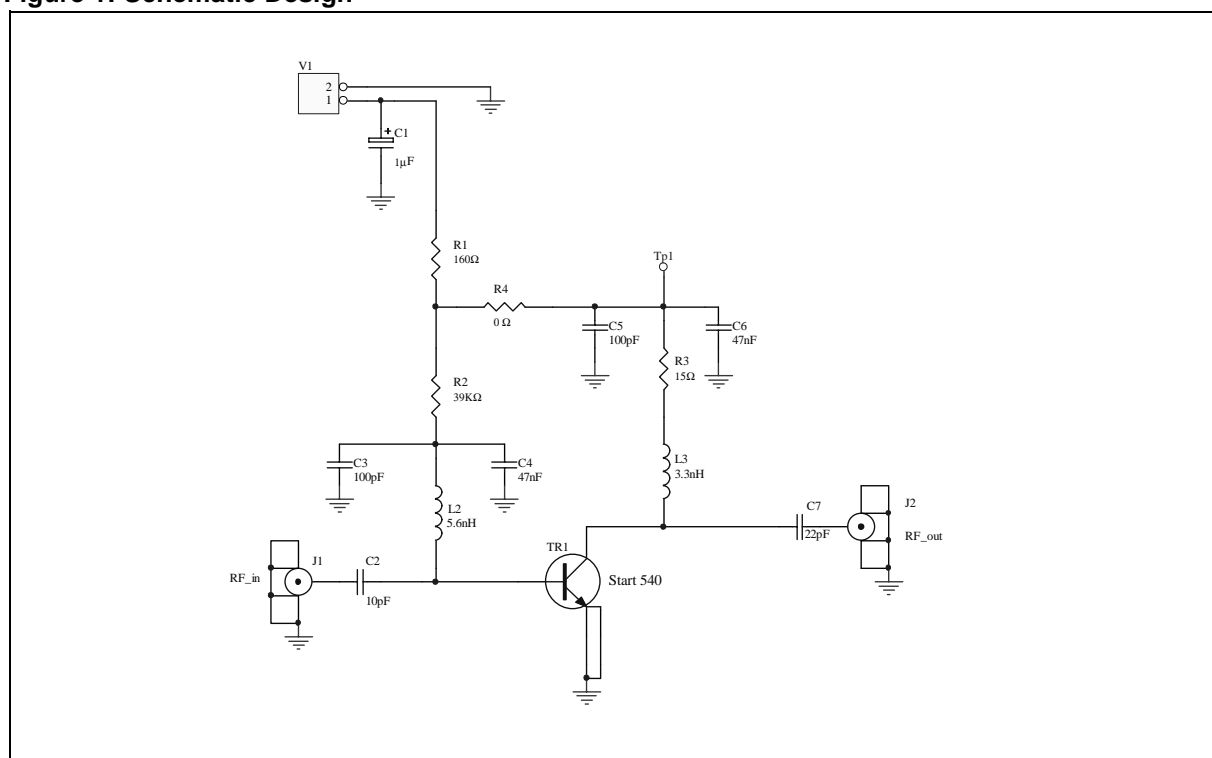 Figure 1. Schematic Design
V1
2
1
+
C1
1µF
R1
160Ω
Tp1
R4
0 Ω
C5
100pF
C6
47nF
R3
15Ω
R2
39KΩ
C3
100pF
C4
47nF
L3
3.3nH
L2
5.6nH
C7
22pF
J2
RF_out
TR1
Start 540
J1
RF_in
C2
10pF